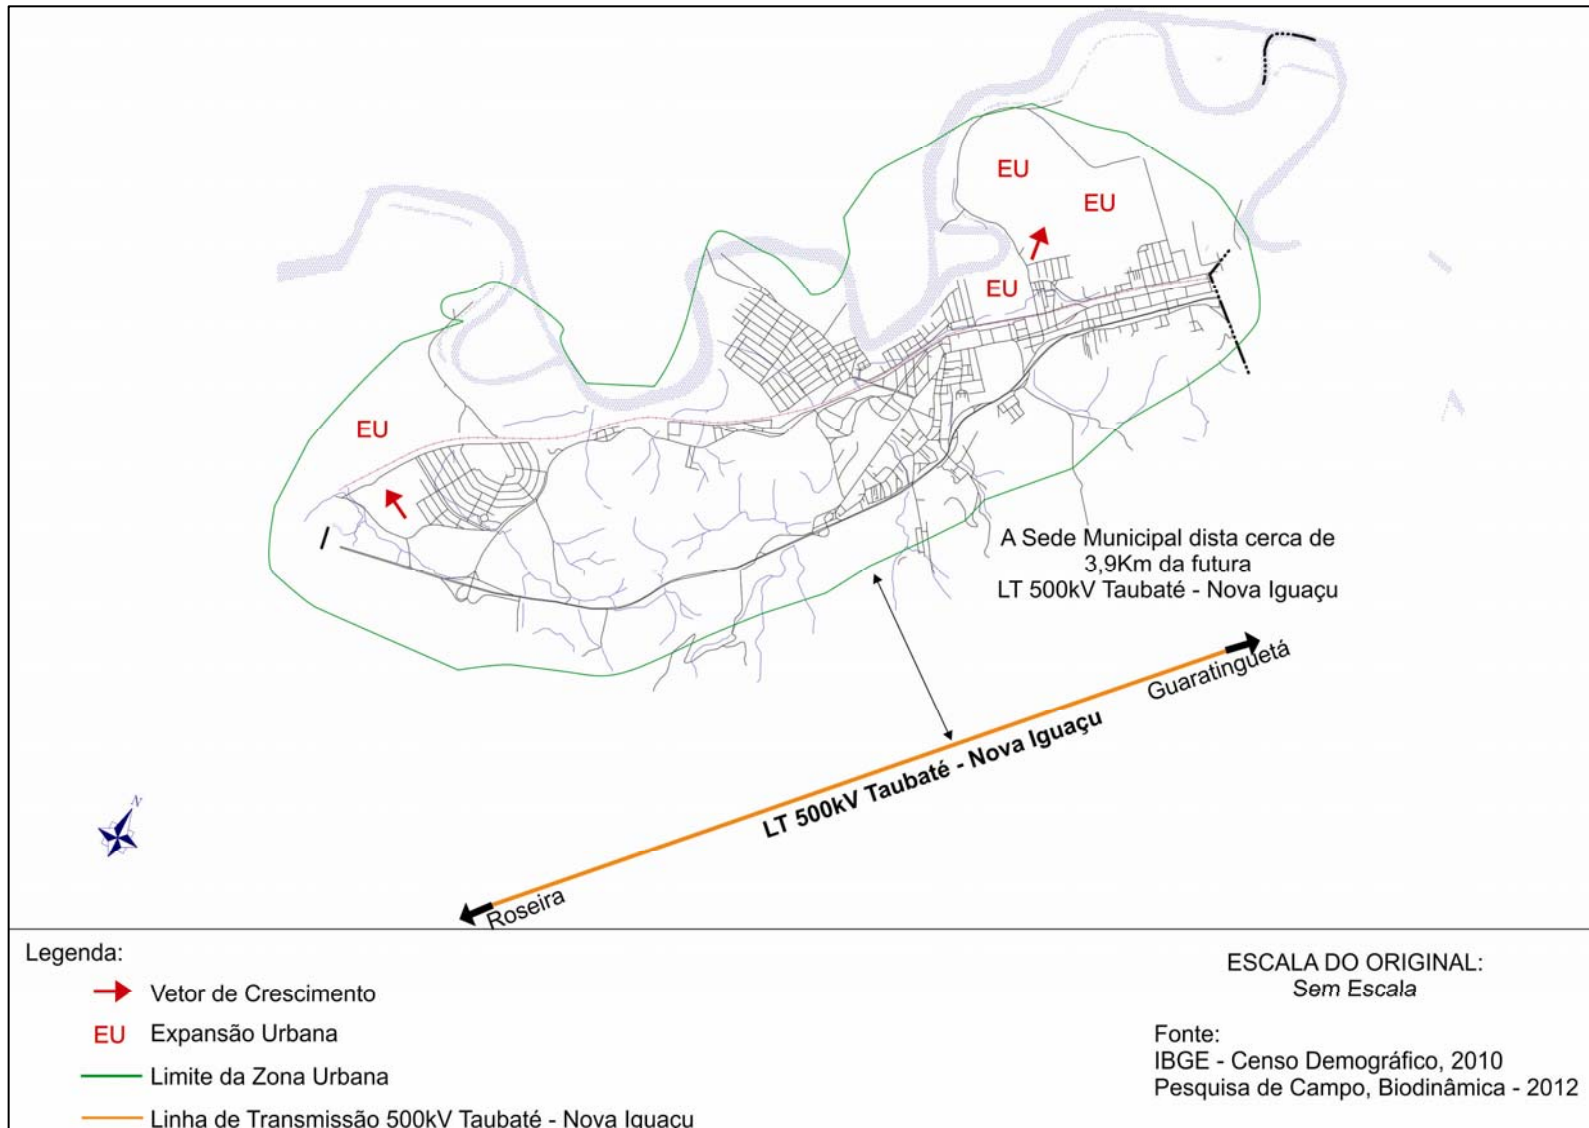 EU
EU
EU
EU
A Sede Municipal dista cerca de
3,9Km da futura
LT 500kV Taubaté - Nova Iguaçu
Guaratinguetá
LT 500kV Taubaté - Nova Iguaçu
N
Roseira
Legenda:
Vetor de Crescimento
EU Expansão Urbana
Limite da Zona Urbana
Linha de Transmissão 500kV Taubaté - Nova Iguaçu
ESCALA DO ORIGINAL:
Sem Escala
Fonte:
IBGE - Censo Demográfico, 2010
Pesquisa de Campo, Biodinâmica - 2012